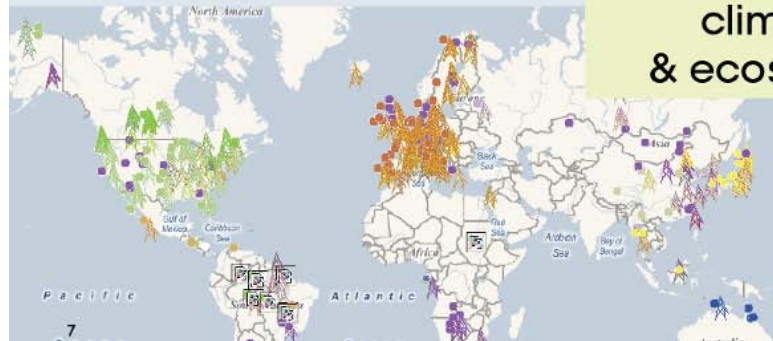 North America
clim
& ecos
Asia
Black
Sea
Sea
Gulf of
Mexico
Caribbean
Sea
Red
Sea
Arabian
Sea
Bay of
Bengal
Africa
Pacific
Atlantic
7